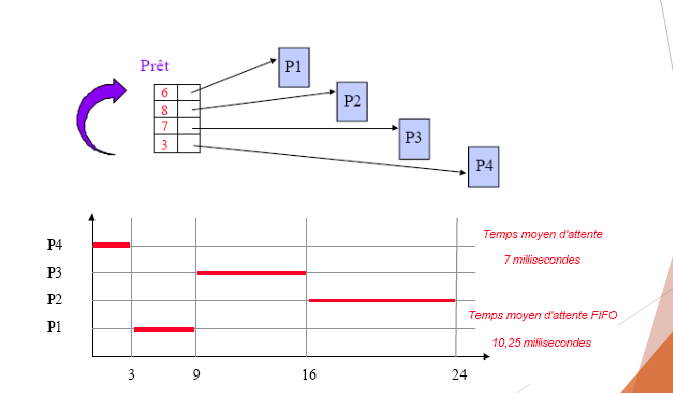 Prêt
P1
6
8
P2
7
P3
3
P4
P4
Temps moyen d'attente
7 millisecondes
P3
P2
Temps moyen d'attente FIFO
P1
10,25 millisecondes
3 9 16 24